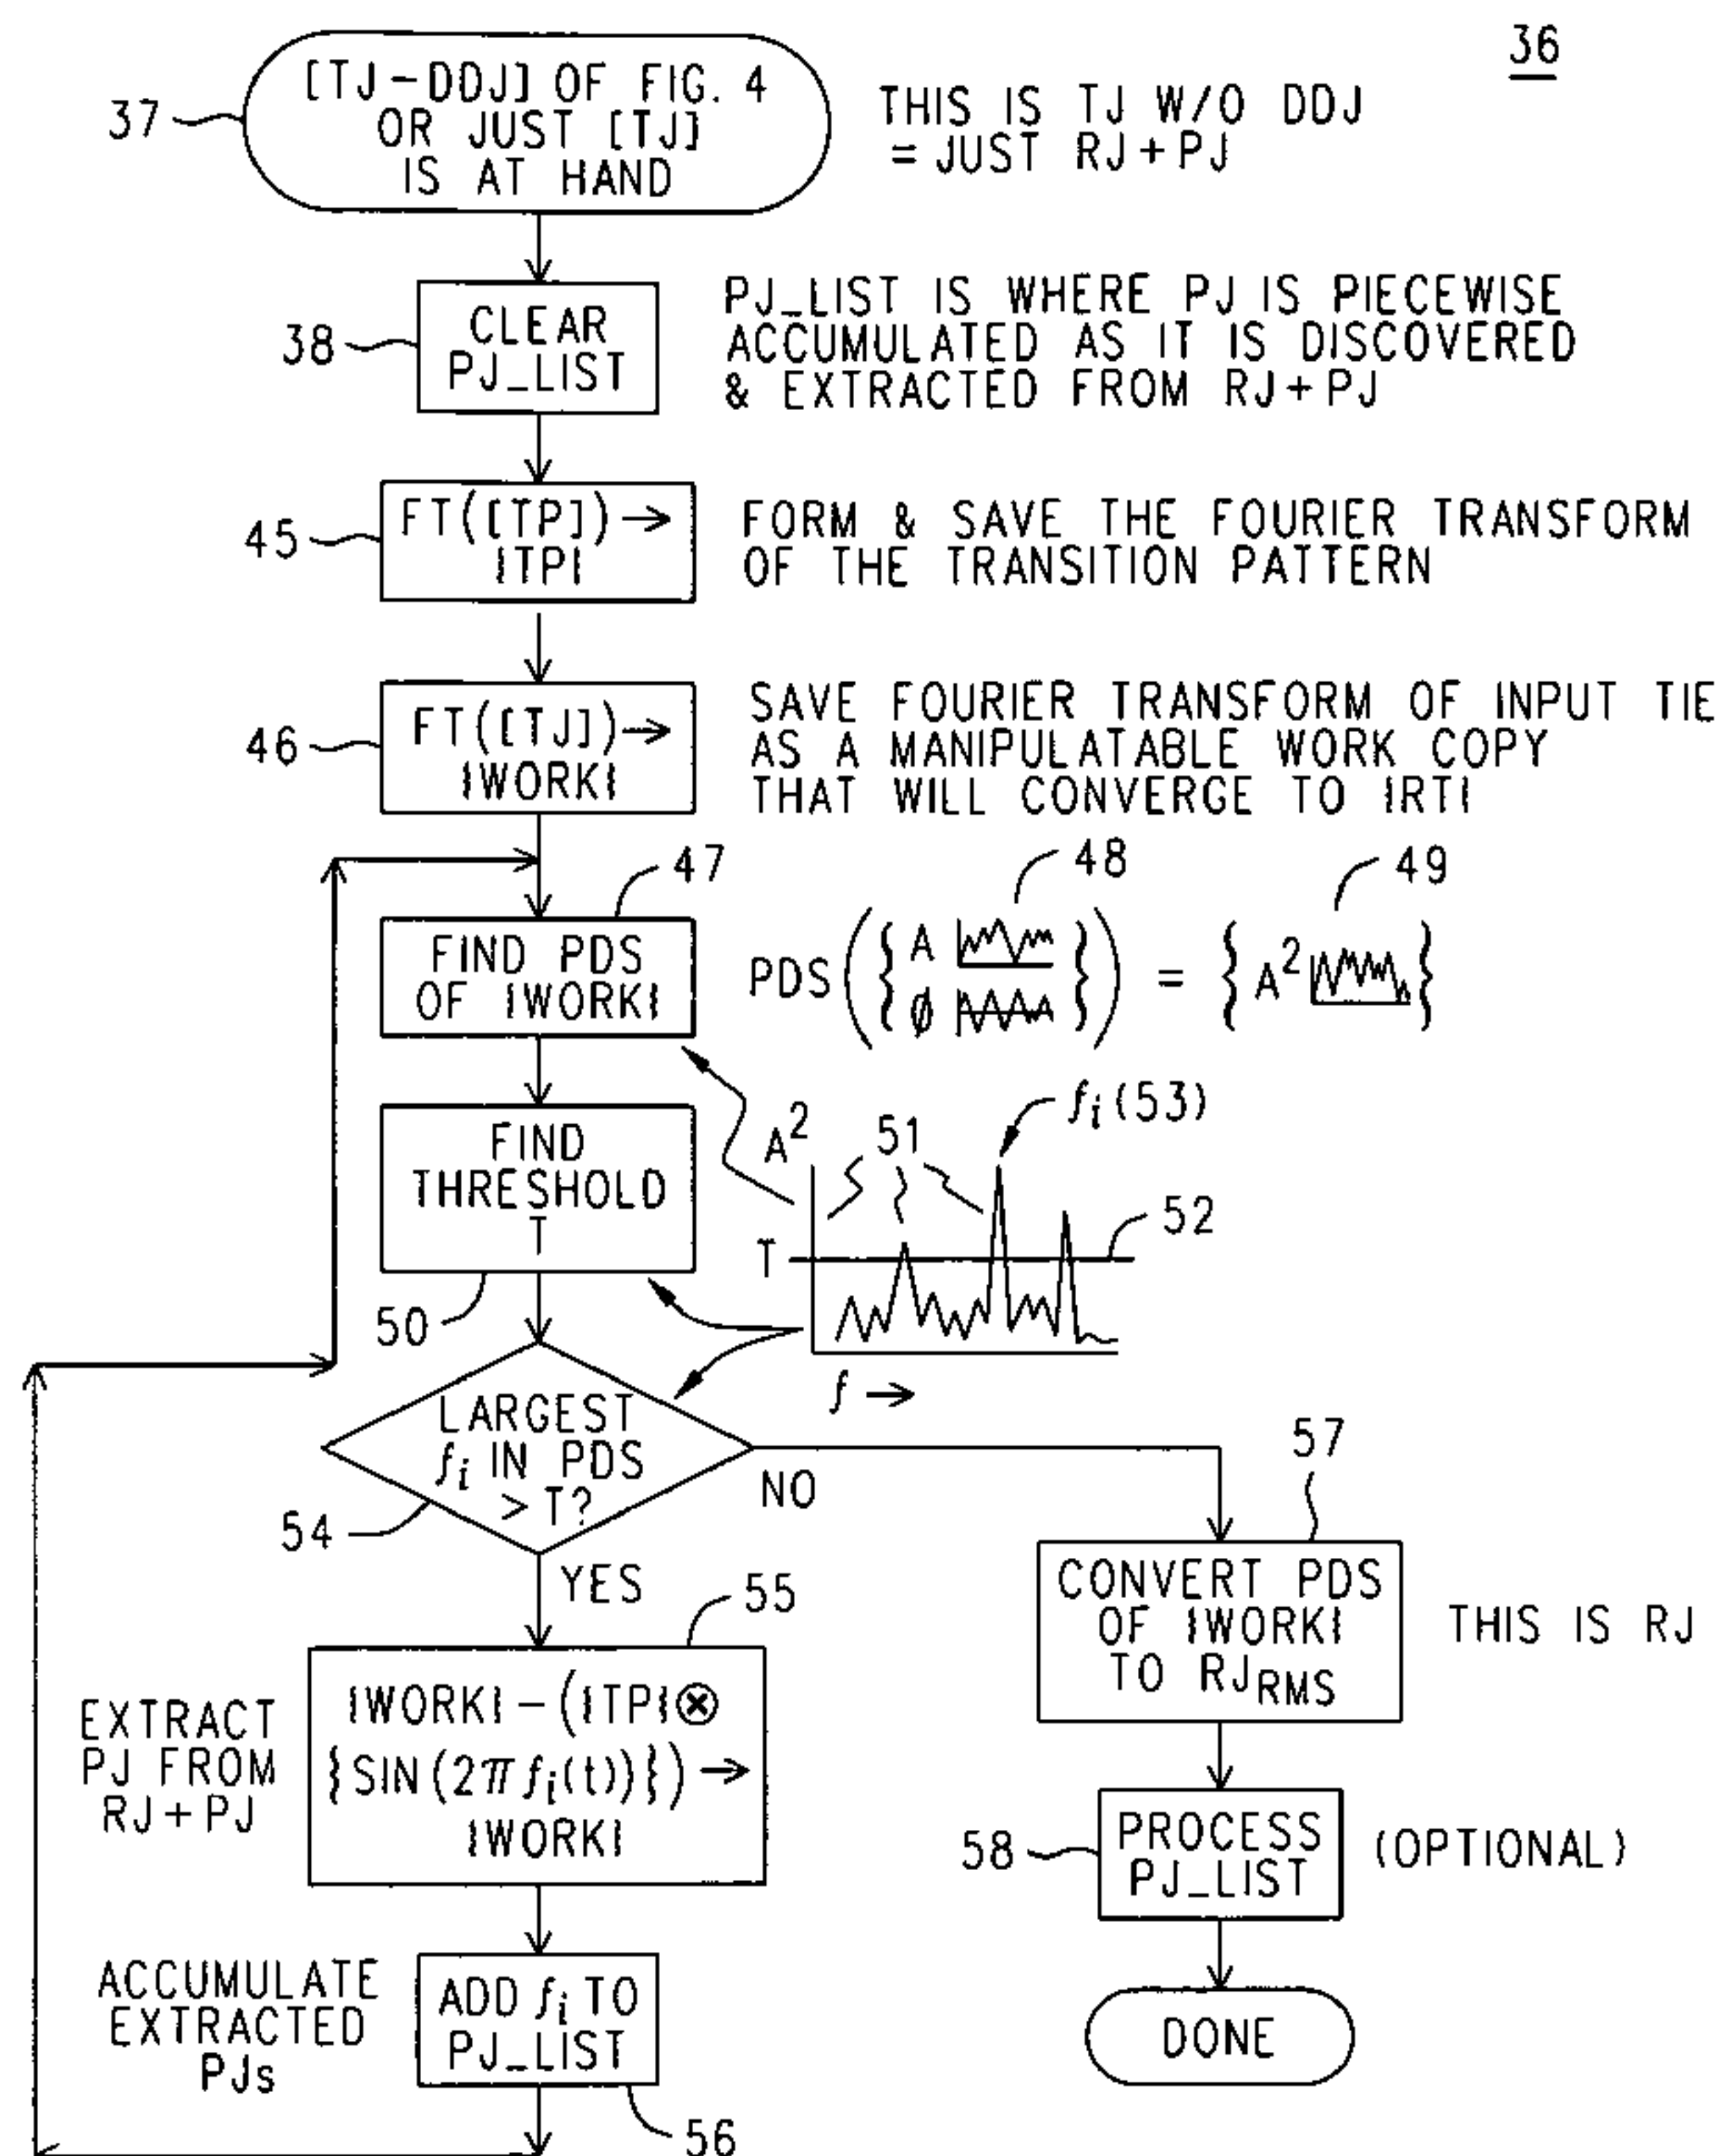 36
37
[TJ-DDJ] OF FIG. 4
OR JUST [TJ]
IS AT HAND
THIS IS TJ W/O DDJ
= JUST RJ+PJ
38
CLEAR
PJ_LIST
PJ_LIST IS WHERE PJ IS PIECEWISE
ACCUMULATED AS IT IS DISCOVERED
& EXTRACTED FROM RJ+PJ
45
FT([TP])→
{TP}
FORM & SAVE THE FOURIER TRANSFORM
OF THE TRANSITION PATTERN
46
FT([TJ])→
{WORK}
SAVE FOURIER TRANSFORM OF INPUT TIE
AS A MANIPULATABLE WORK COPY
THAT WILL CONVERGE TO {RT}
47
FIND PDS
OF {WORK}
48
49
PDS({A
ø}) = {A²}
50
FIND
THRESHOLD
T
A²
51
fi (53)
T
52
f →
54
LARGEST
fi IN PDS
> T?
NO
YES
55
EXTRACT
PJ FROM
RJ+PJ
{WORK}-({TP}⊗
{SIN(2πfi(t))})→
{WORK}
57
CONVERT PDS
OF {WORK}
TO RJRMS
THIS IS RJ
58
PROCESS
PJ_LIST
(OPTIONAL)
ACCUMULATE
EXTRACTED
PJs
ADD fi TO
PJ_LIST
56
DONE